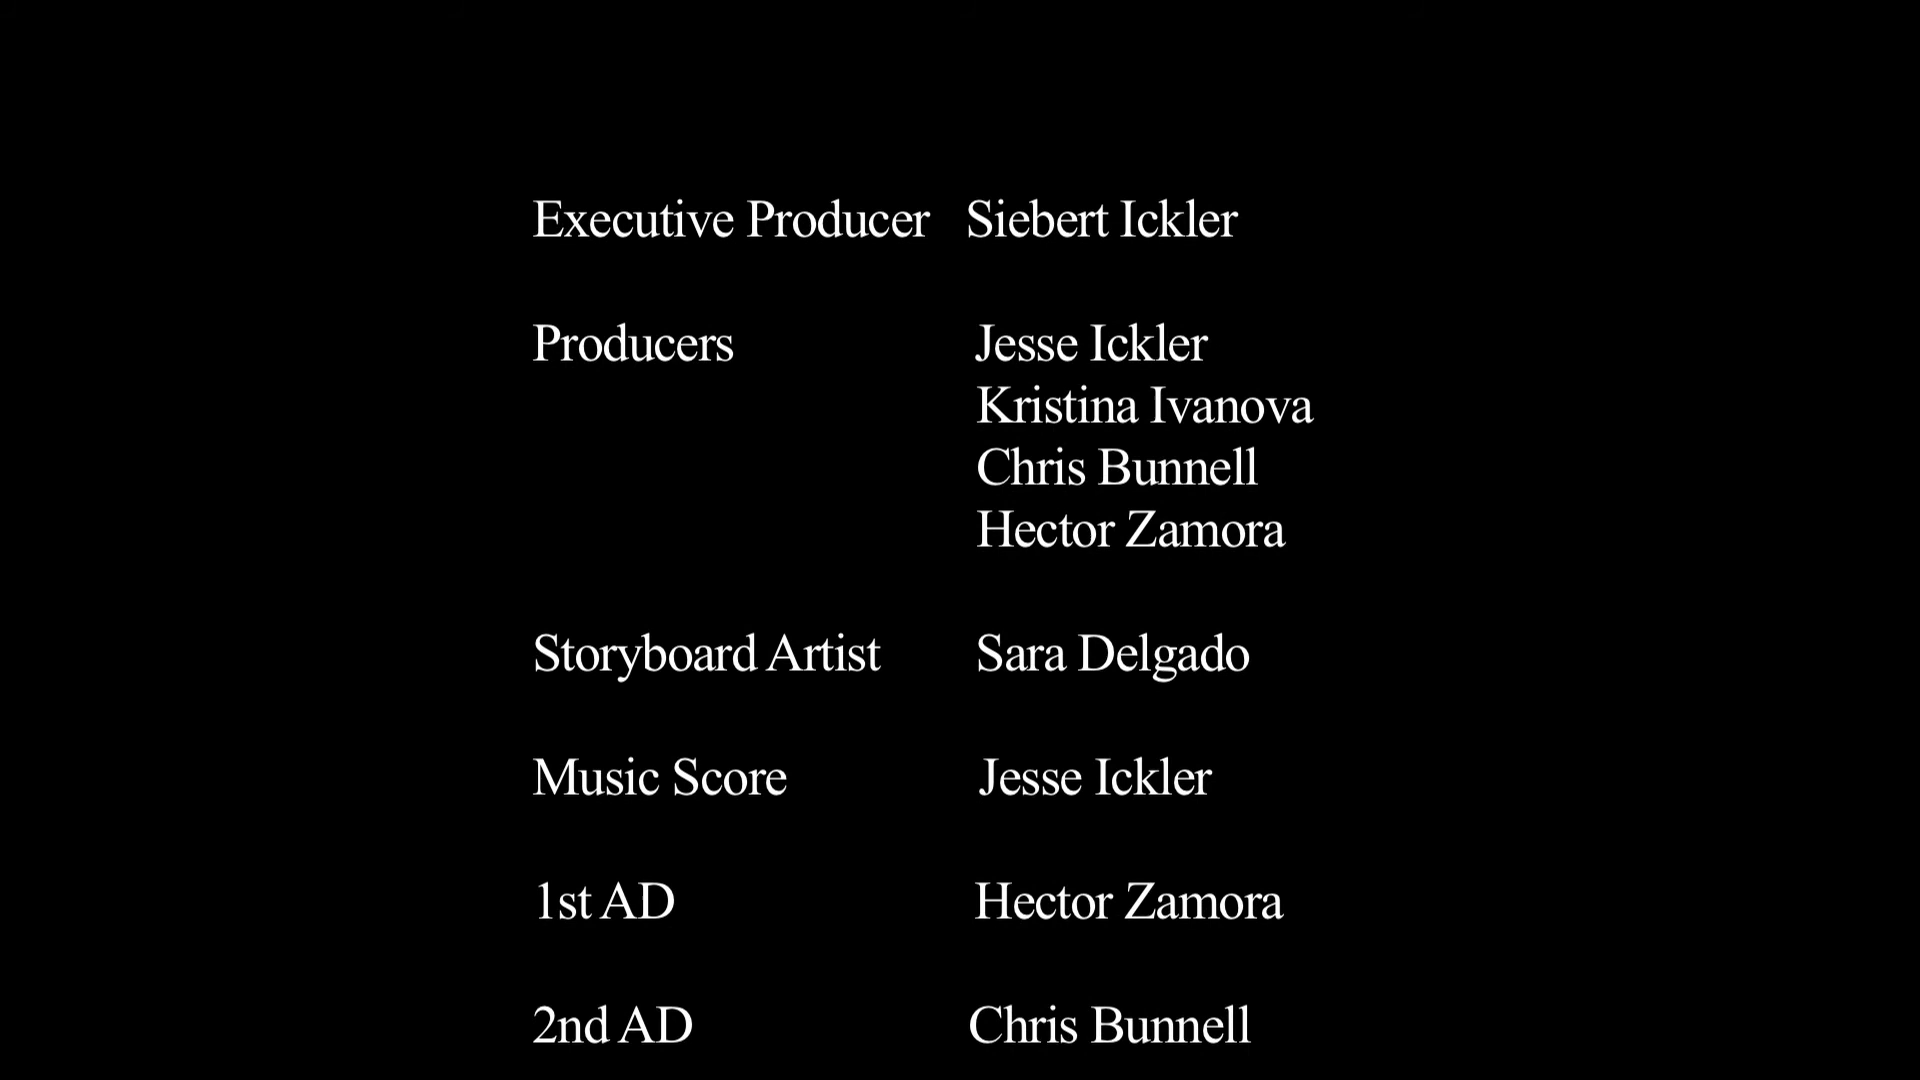 Executive Producer Siebert Ickler
Producers Jesse Ickler
Kristina Ivanova
Chris Bunnell
Hector Zamora
Storyboard Artist Sara Delgado
Music Score Jesse Ickler
1st AD Hector Zamora
2nd AD Chris Bunnell